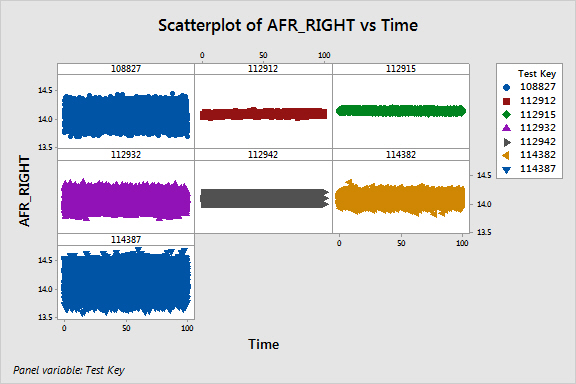 Scatterplot of AFR_RIGHT vs Time
0 50 100
108827 112912 112915
14.5
14.0
13.5
112932 112942 114382
14.5
14.0
13.5
114387
0 50 100
14.5
14.0
13.5
0 50 100
AFR_RIGHT
Time
Test Key
108827
112912
112915
112932
112942
114382
114387
Panel variable: Test Key